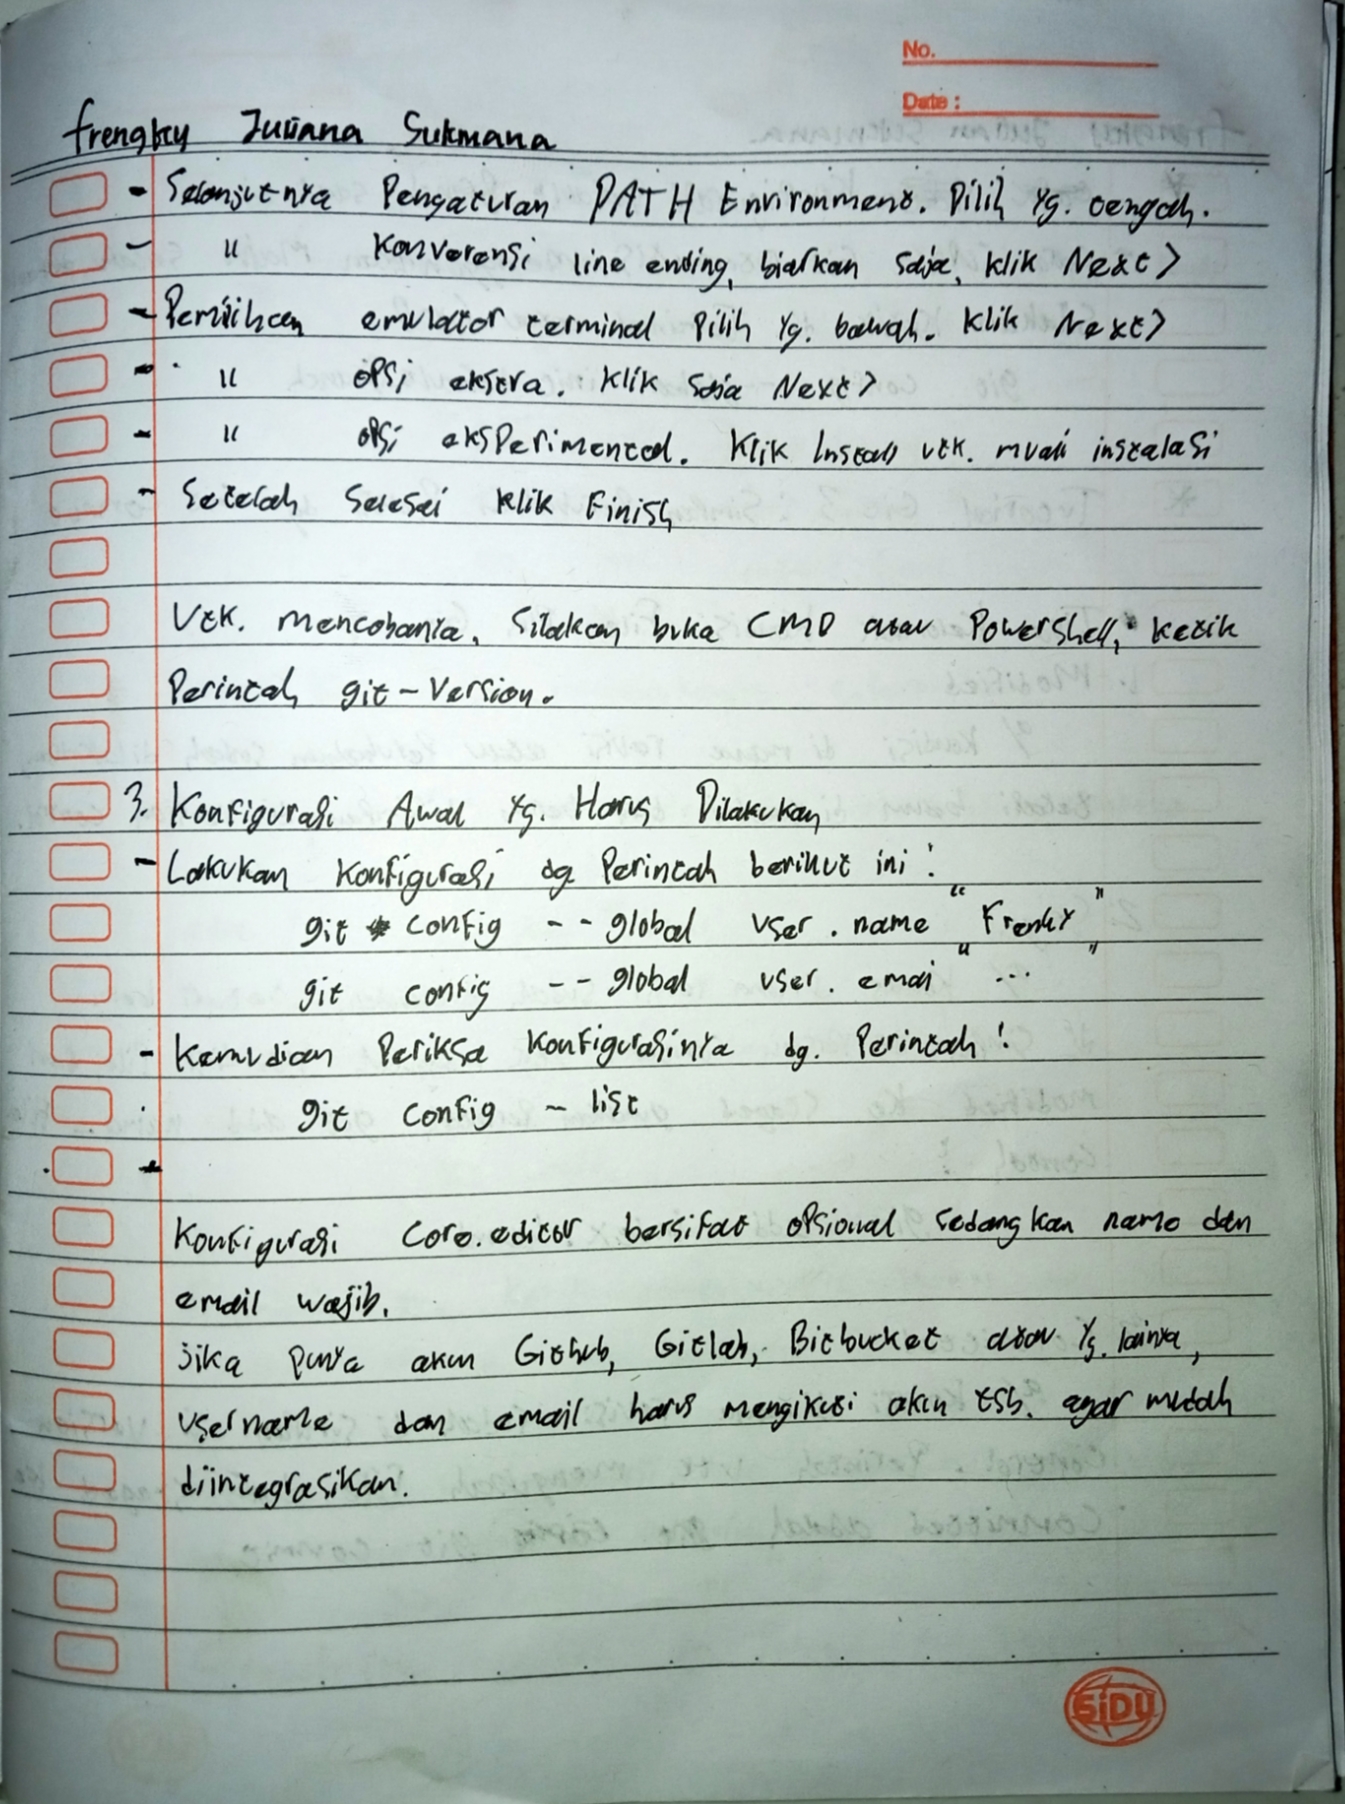 No.
Date :
Frengky Juliana Sukmana
- Selanjutnya Pengaturan PATH Environment. Pilih Yg. tengah.
- " Konversensi line ending, biarkan saja, klik Next >
- Pemilihan emulator terminal Pilih Yg. bawah. Klik Next >
- " OPSi ekstra. Klik saja Next >
- " OPSi eksperimental. Klik Install utk. mulai instalasi
- Setelah Selesai klik Finish
Utk. mencobanya, Silakan buka CMD atau Powershell, ketik
Perintah git - Version.
3. Konfigurasi Awal Yg. Harus Dilakukan
- Lakukan Konfigurasi dg Perintah berikut ini :
git config -- global user . name " Frenky "
git config -- global user . emai " ... "
- Kemudian Periksa Konfigurasinya dg. Perintah :
git config - list
Konfigurasi Core.editor bersifat opsional Sedangkan name dan
email wajib.
Jika punya akun Github, Gitlab, Bitbucket atau Yg. lainya,
username dan email harus mengikuti akun tsb. agar mudah
diintegrasikan.
SiDU